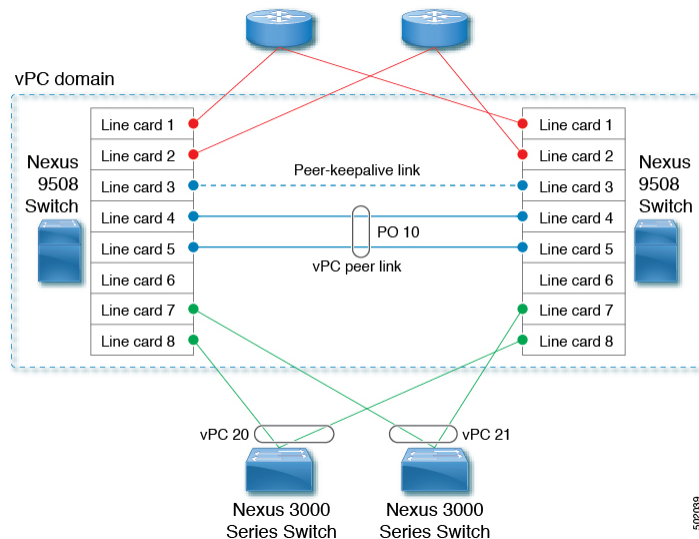 vPC domain
Nexus
9508
Switch
Line card 1
Line card 2
Line card 3
Line card 4
Line card 5
Line card 6
Line card 7
Line card 8
Peer-keepalive link
PO 10
vPC peer link
Line card 1
Line card 2
Line card 3
Line card 4
Line card 5
Line card 6
Line card 7
Line card 8
Nexus
9508
Switch
vPC 20
vPC 21
Nexus 3000
Series Switch
Nexus 3000
Series Switch
502039